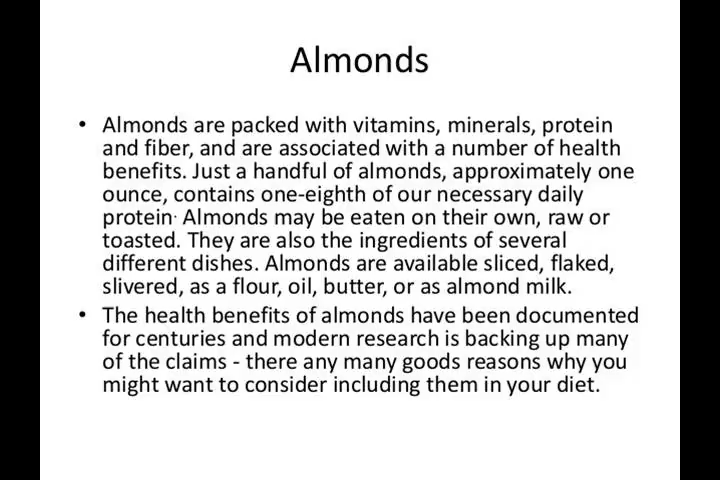 Almonds
• Almonds are packed with vitamins, minerals, protein
and fiber, and are associated with a number of health
benefits. Just a handful of almonds, approximately one
ounce, contains one-eighth of our necessary daily
protein. Almonds may be eaten on their own, raw or
toasted. They are also the ingredients of several
different dishes. Almonds are available sliced, flaked,
slivered, as a flour, oil, butter, or as almond milk.
• The health benefits of almonds have been documented
for centuries and modern research is backing up many
of the claims - there any many goods reasons why you
might want to consider including them in your diet.